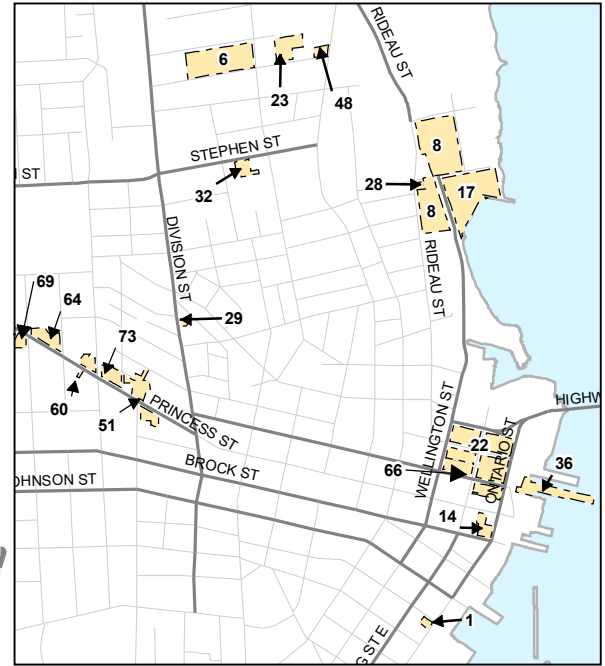 RIDEAU ST
6
23
48
8
STEPHEN ST
ST
32
28
17
8
DIVISION ST
RIDEAU ST
69
64
29
73
60
51
PRINCESS ST
WELLINGTON ST
HIGHW
ONTARIO ST
22
BROCK ST
66
36
OHNSON ST
14
1
G ST E